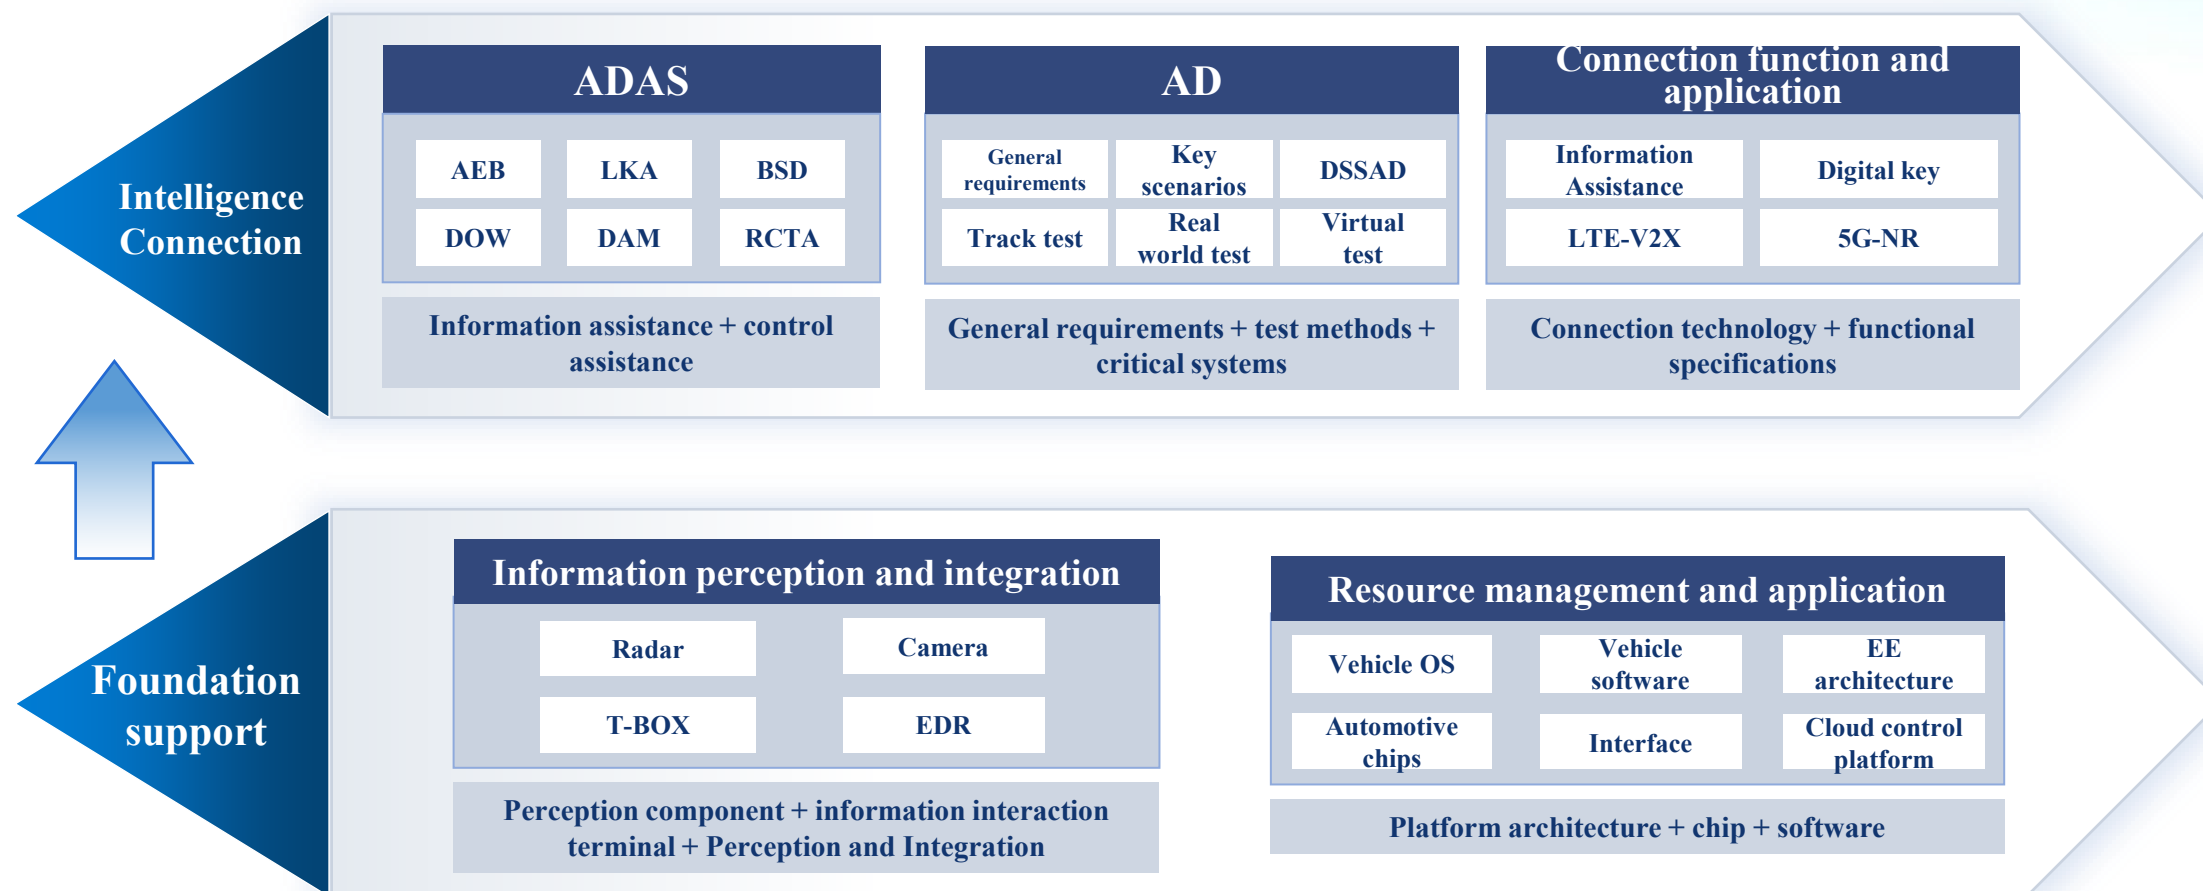 Intelligence
Connection
ADAS
AEB
LKA
BSD
DOW
DAM
RCTA
Information assistance + control
assistance
AD
General
requirements
Key
scenarios
DSSAD
Track test
Real
world test
Virtual
test
General requirements + test methods +
critical systems
Connection function and
application
Information
Assistance
Digital key
LTE-V2X
5G-NR
Connection technology + functional
specifications
Foundation
support
Information perception and integration
Radar
Camera
T-BOX
EDR
Perception component + information interaction
terminal + Perception and Integration
Resource management and application
Vehicle OS
Vehicle
software
EE
architecture
Automotive
chips
Interface
Cloud control
platform
Platform architecture + chip + software